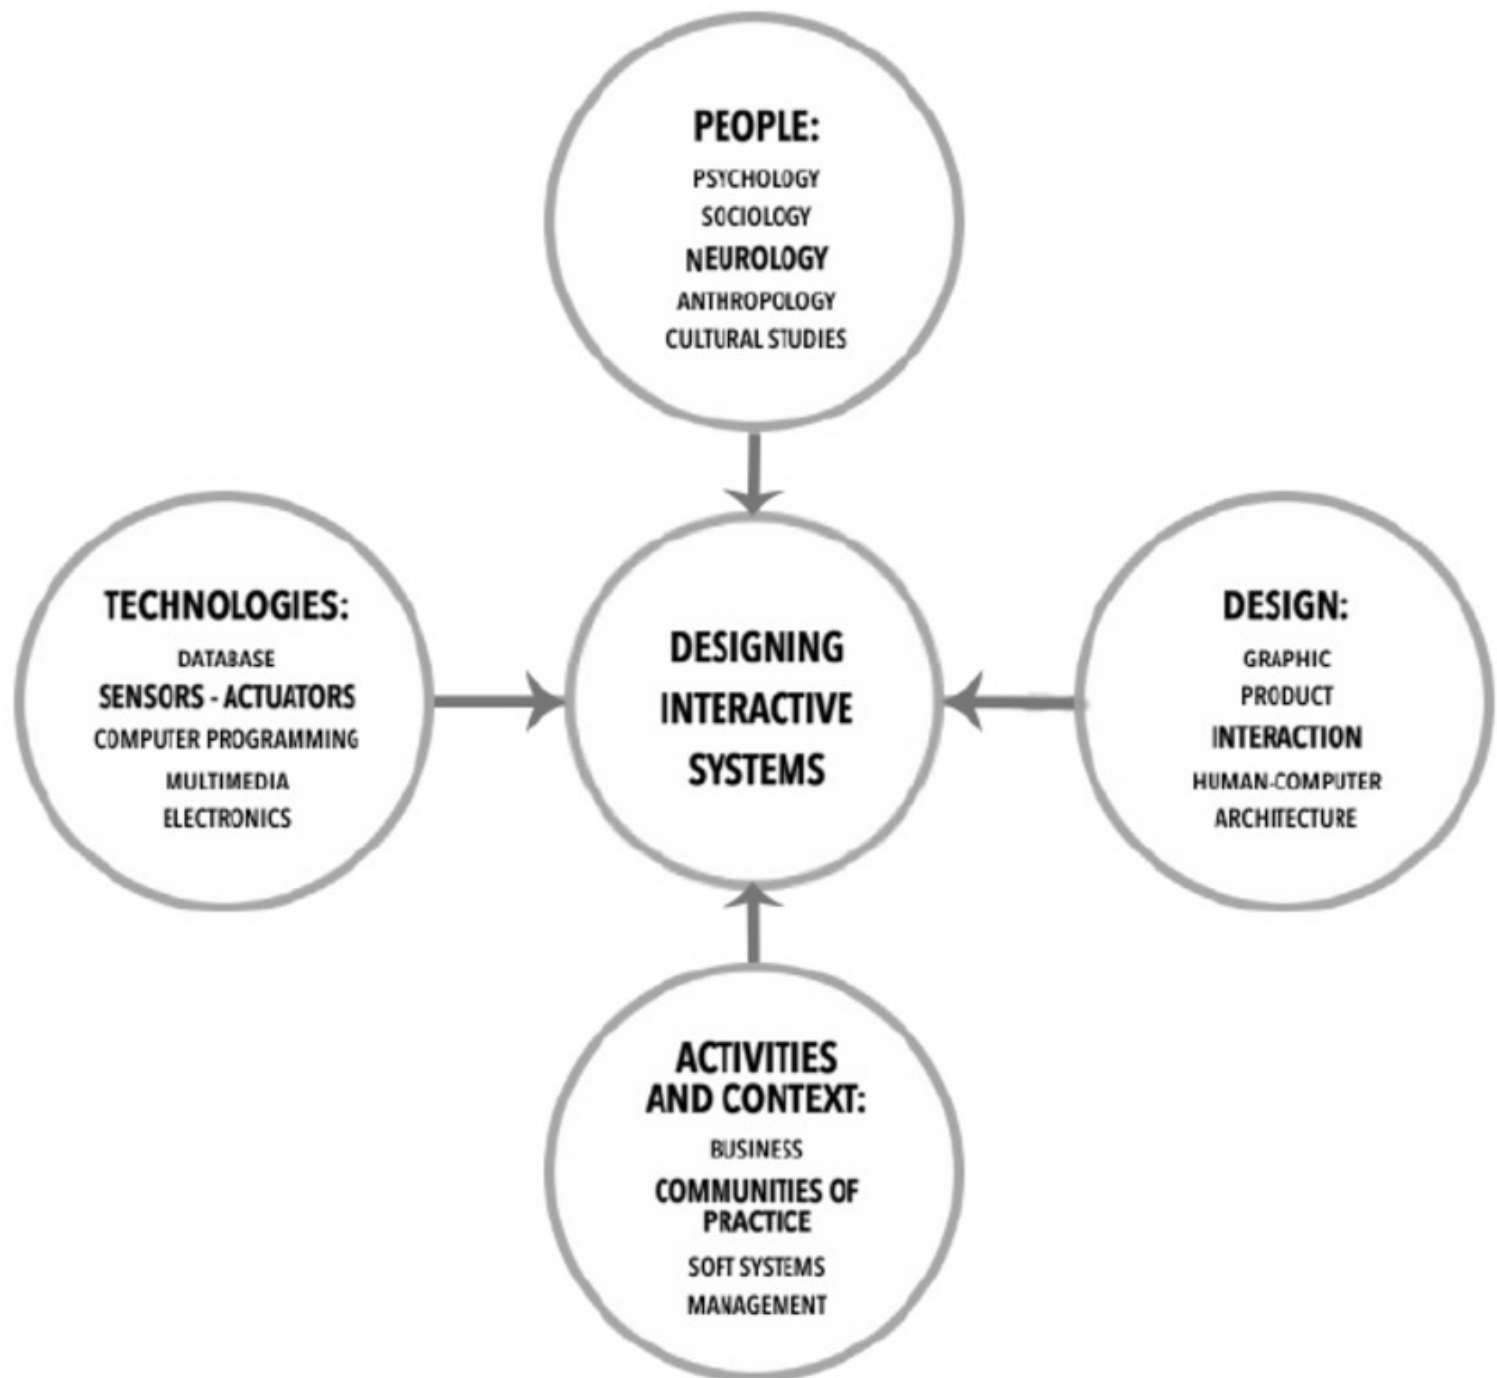 PEOPLE:
PSYCHOLOGY
SOCIOLOGY
NEUROLOGY
ANTHROPOLOGY
CULTURAL STUDIES
TECHNOLOGIES:
DATABASE
SENSORS - ACTUATORS
COMPUTER PROGRAMMING
MULTIMEDIA
ELECTRONICS
DESIGNING
INTERACTIVE
SYSTEMS
DESIGN:
GRAPHIC
PRODUCT
INTERACTION
HUMAN-COMPUTER
ARCHITECTURE
ACTIVITIES
AND CONTEXT:
BUSINESS
COMMUNITIES OF
PRACTICE
SOFT SYSTEMS
MANAGEMENT